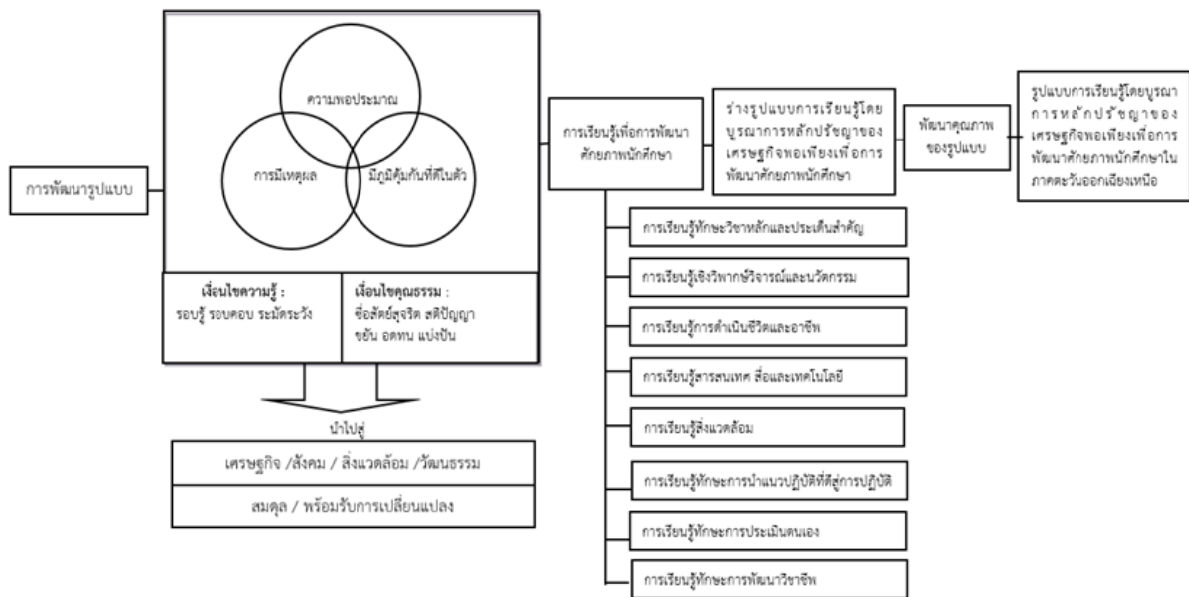 การพัฒนารูปแบบ
ความพอประมาณ
การมีเหตุผล
มีภูมิคุ้มกันที่ดีในตัว
เงื่อนไขความรู้ :
รอบรู้ รอบคอบ ระมัดระวัง
เงื่อนไขคุณธรรม :
ซื่อสัตย์สุจริต สติปัญญา
ขยัน อดทน แบ่งปัน
นำไปสู่
เศรษฐกิจ /สังคม / สิ่งแวดล้อม /วัฒนธรรม
สมดุล / พร้อมรับการเปลี่ยนแปลง
การเรียนรู้เพื่อการพัฒนา
ศักยภาพนักศึกษา
การเรียนรู้ทักษะวิชาหลักและประเด็นสำคัญ
การเรียนรู้เชิงวิพากษ์วิจารณ์และนวัตกรรม
การเรียนรู้การดำเนินชีวิตและอาชีพ
การเรียนรู้สารสนเทศ สื่อและเทคโนโลยี
การเรียนรู้สิ่งแวดล้อม
การเรียนรู้ทักษะการนำแนวปฏิบัติที่ดีสู่การปฏิบัติ
การเรียนรู้ทักษะการประเมินตนเอง
การเรียนรู้ทักษะการพัฒนาวิชาชีพ
ร่างรูปแบบการเรียนรู้โดย
บูรณาการหลักปรัชญาของ
เศรษฐกิจพอเพียงเพื่อการ
พัฒนาศักยภาพนักศึกษา
พัฒนาคุณภาพ
ของรูปแบบ
รูปแบบการเรียนรู้โดยบูรณา
การหลักปรัชญาของ
เศรษฐกิจพอเพียงเพื่อการ
พัฒนาศักยภาพนักศึกษาใน
ภาคตะวันออกเฉียงเหนือ